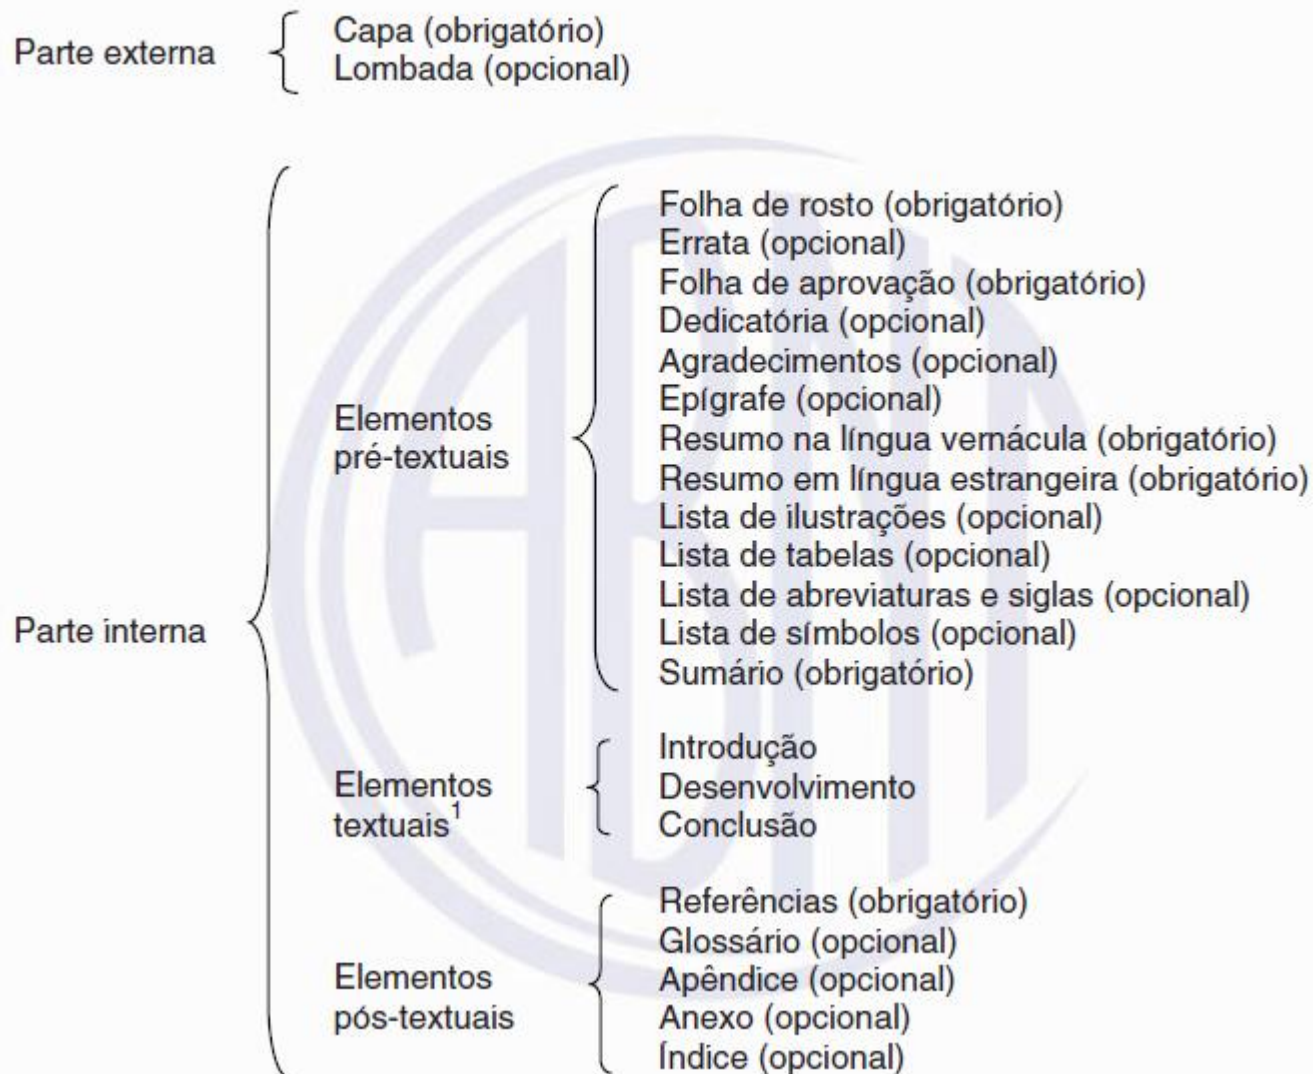 Parte externa
Capa (obrigatório)
Lombada (opcional)
Parte interna
Elementos
pré-textuais
Folha de rosto (obrigatório)
Errata (opcional)
Folha de aprovação (obrigatório)
Dedicatória (opcional)
Agradecimentos (opcional)
Epígrafe (opcional)
Resumo na língua vernácula (obrigatório)
Resumo em língua estrangeira (obrigatório)
Lista de ilustrações (opcional)
Lista de tabelas (opcional)
Lista de abreviaturas e siglas (opcional)
Lista de símbolos (opcional)
Sumário (obrigatório)
Elementos
textuais¹
Introdução
Desenvolvimento
Conclusão
Elementos
pós-textuais
Referências (obrigatório)
Glossário (opcional)
Apêndice (opcional)
Anexo (opcional)
Índice (opcional)
ABNT